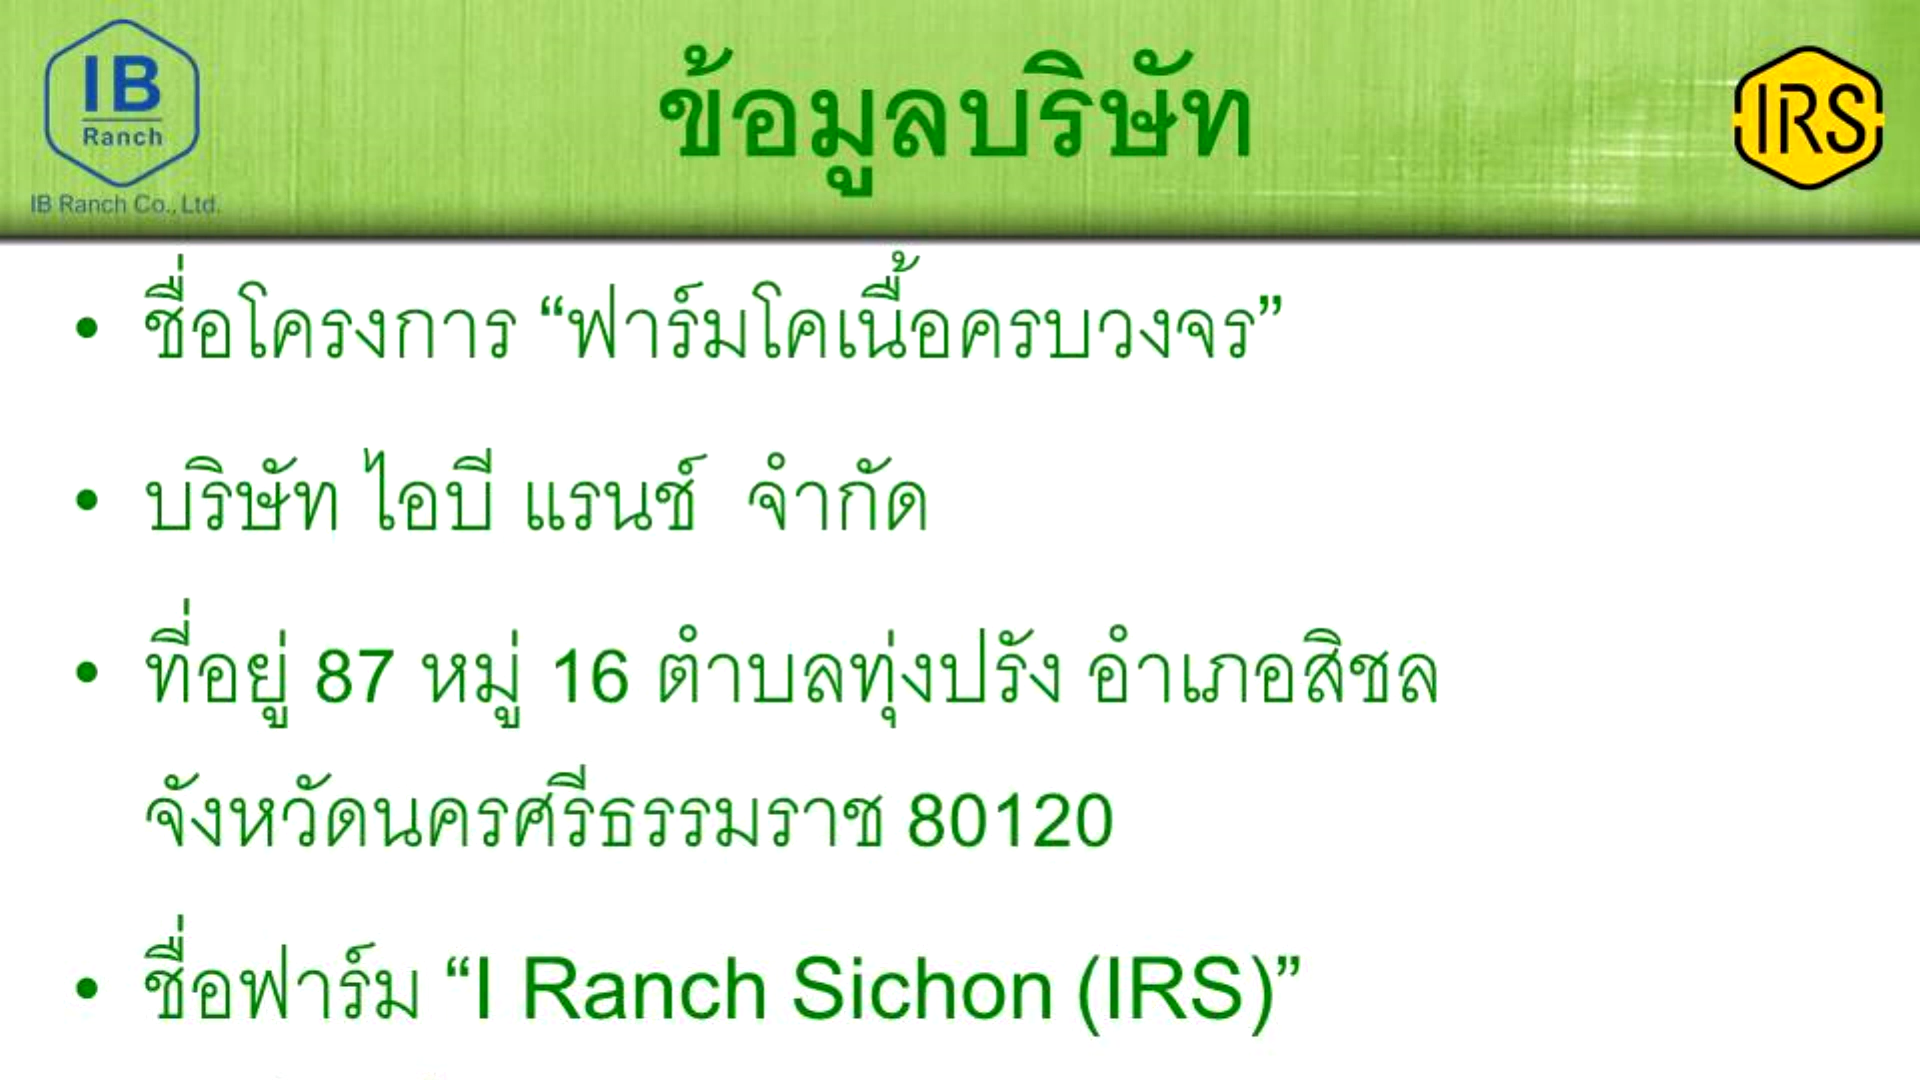 IB
Ranch
IB Ranch Co., Ltd.
ข้อมูลบริษัท
IRS
• ชื่อโครงการ “ฟาร์มโคเนื้อครบวงจร”
• บริษัท ไอบี แรนช์ จำกัด
• ที่อยู่ 87 หมู่ 16 ตำบลทุ่งปรัง อำเภอสิชล
จังหวัดนครศรีธรรมราช 80120
• ชื่อฟาร์ม “I Ranch Sichon (IRS)”